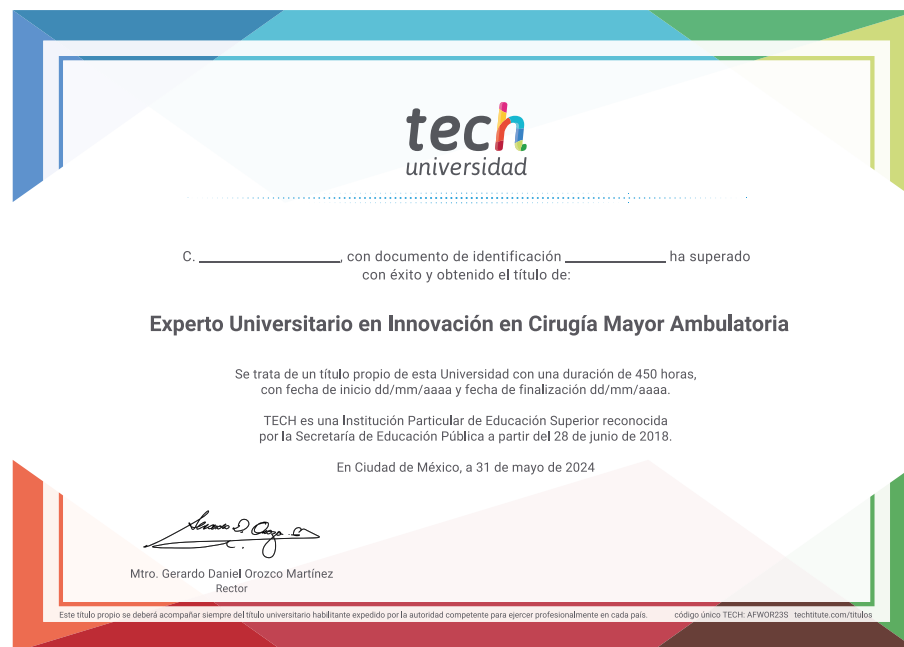 tech
universidad
C. ____________, con documento de identificación ____________ ha superado
con éxito y obtenido el título de:
Experto Universitario en Innovación en Cirugía Mayor Ambulatoria
Se trata de un título propio de esta Universidad con una duración de 450 horas,
con fecha de inicio dd/mm/aaaa y fecha de finalización dd/mm/aaaa.
TECH es una Institución Particular de Educación Superior reconocida
por la Secretaría de Educación Pública a partir del 28 de junio de 2018.
En Ciudad de México, a 31 de mayo de 2024
Mtro. Gerardo Daniel Orozco Martínez
Rector
Este título propio se deberá acompañar siempre del título universitario habilitante expedido por la autoridad competente para ejercer profesionalmente en cada país. código único TECH: AFWOR23S techtitute.com/titulos